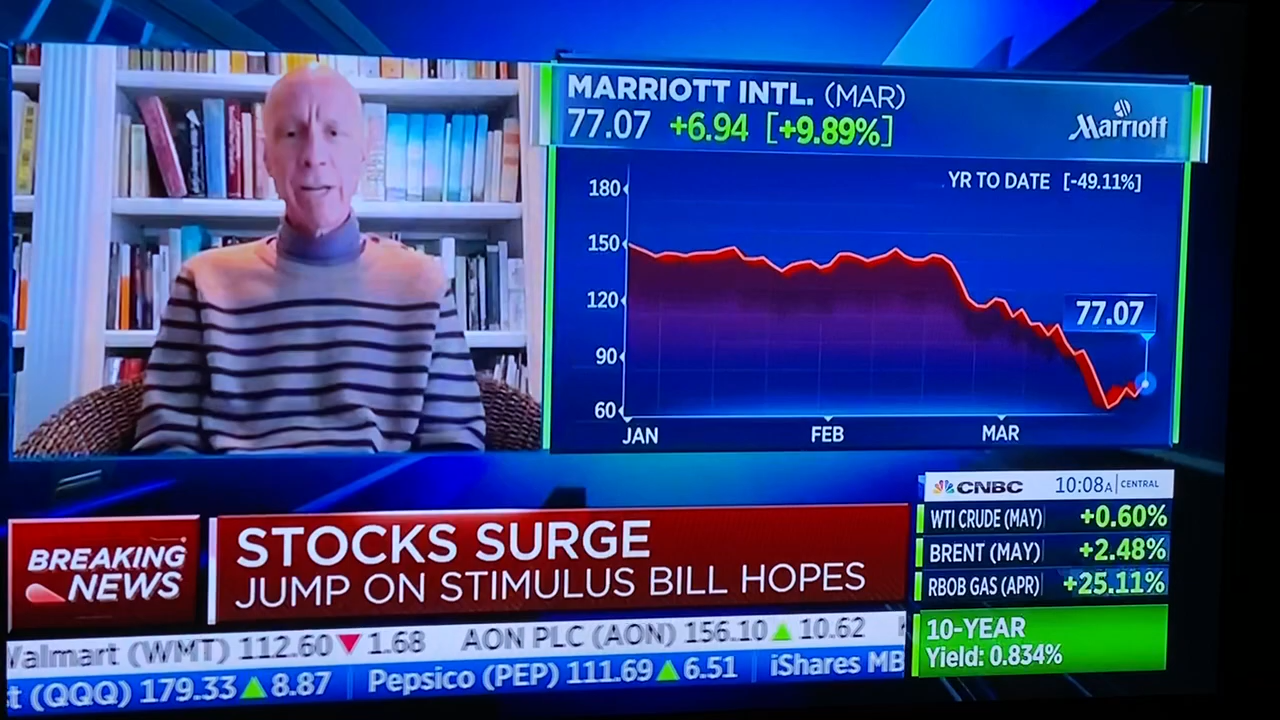 MARRIOTT INTL. (MAR)
77.07 +6.94 [+9.89%]
Marriott
YR TO DATE [-49.11%]
180
150
120
90
60
77.07
JAN FEB MAR
CNBC 10:08A CENTRAL
WTI CRUDE (MAY) +0.60%
BRENT (MAY) +2.48%
RBOB GAS (APR) +25.11%
10-YEAR
Yield: 0.834%
BREAKING
NEWS
STOCKS SURGE
JUMP ON STIMULUS BILL HOPES
Walmart (WMT) 112.60▼1.68 AON PLC (AON) 156.10▲10.62
t (QQQ) 179.33▲8.87 Pepsico (PEP) 111.69▲6.51 iShares MB